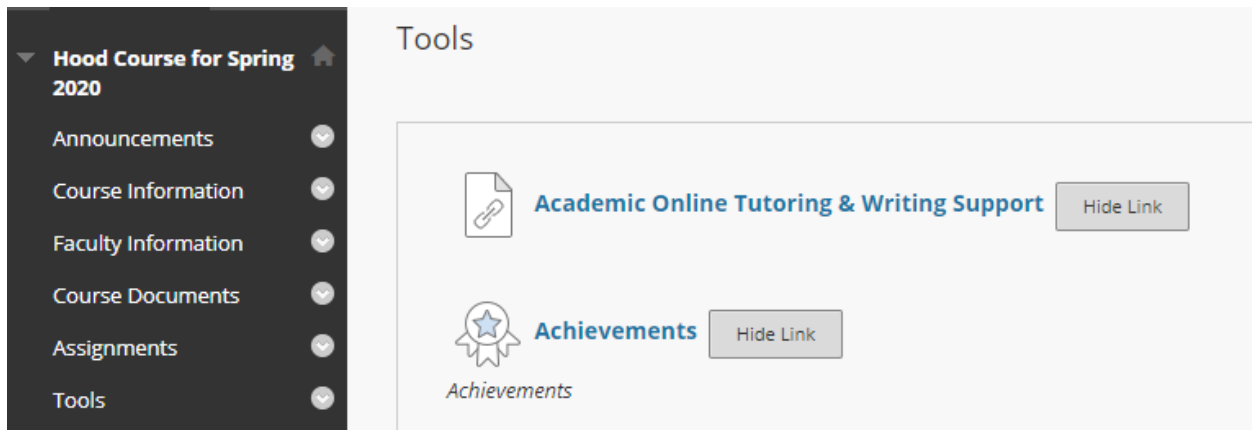 Hood Course for Spring
2020
Announcements
Course Information
Faculty Information
Course Documents
Assignments
Tools
Tools
Academic Online Tutoring & Writing Support
Hide Link
Achievements
Hide Link
Achievements